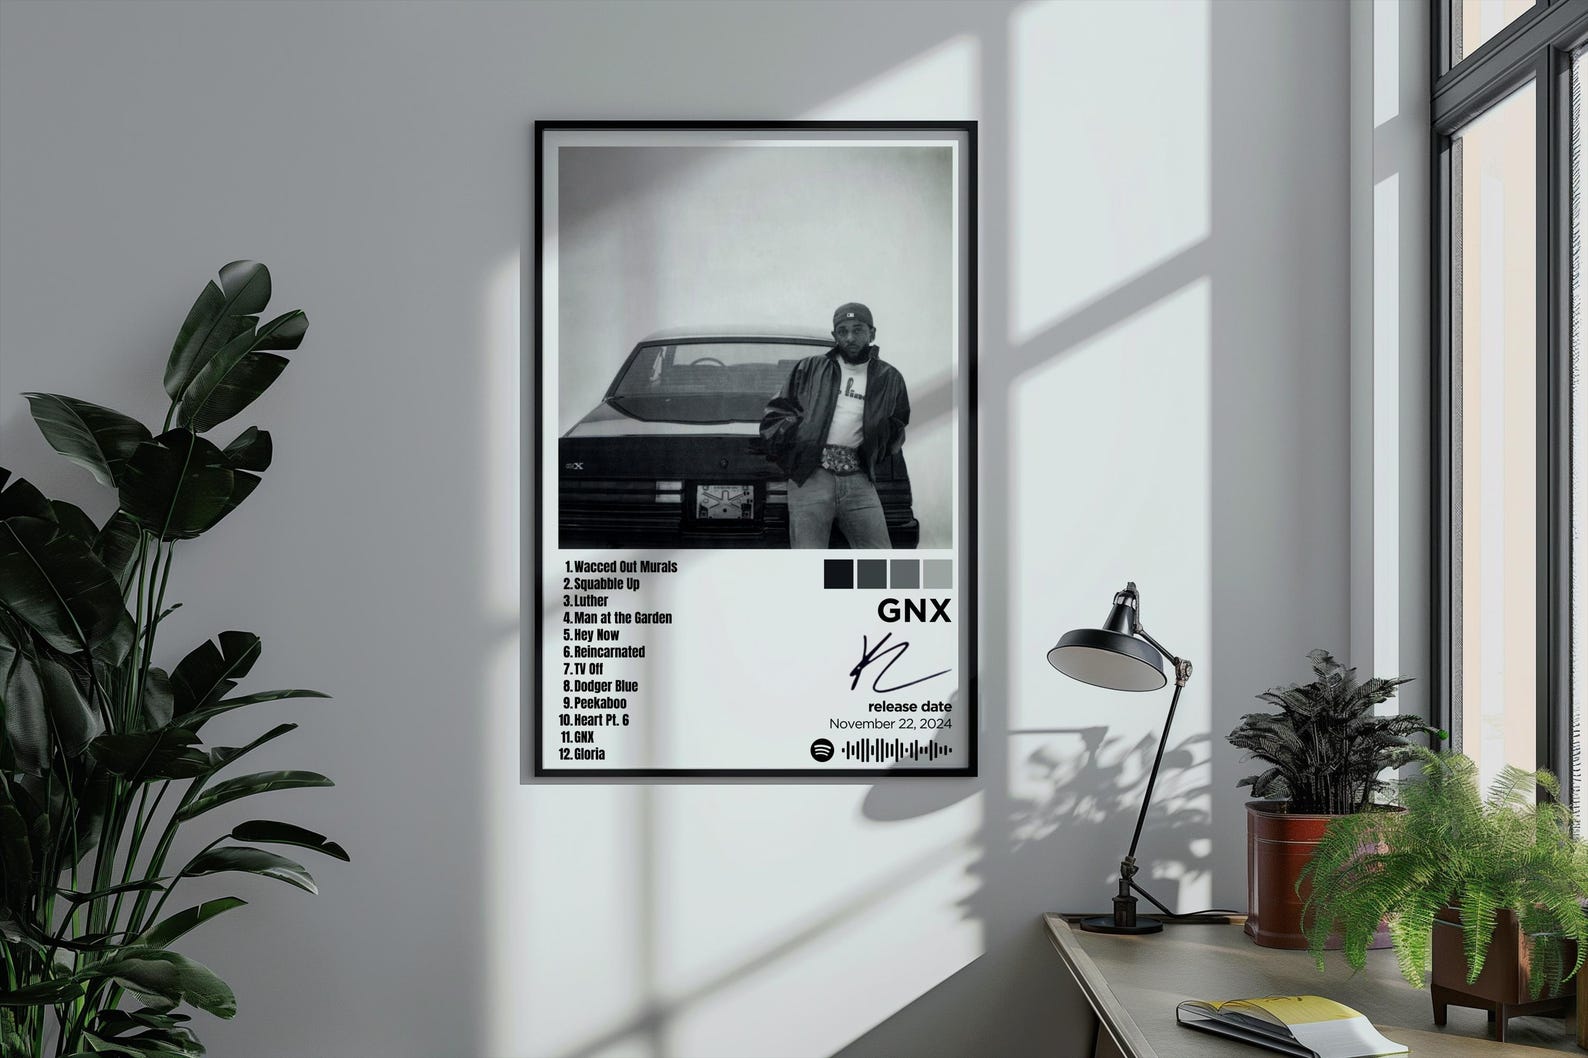 GNX
1. Wacced Out Murals
2. Squabble Up
3. Luther
4. Man at the Garden
5. Hey Now
6. Reincarnated
7. TV Off
8. Dodger Blue
9. Peekaboo
10. Heart Pt. 6
11. GNX
12. Gloria
GNX
release date
November 22, 2024